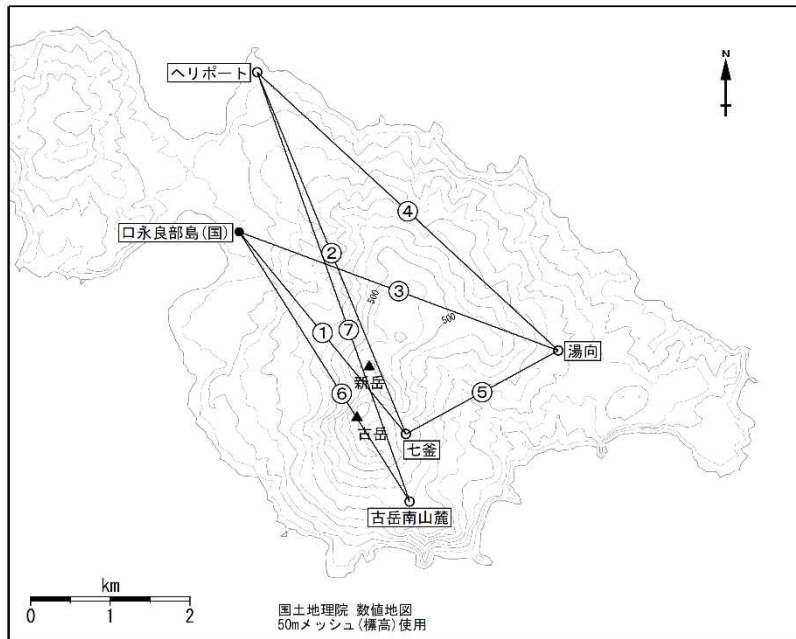 ヘリポート
N
④
口永良部島(国)
②
③
500
500
①
⑦
湯向
新岳
⑥
⑤
古岳
七釜
古岳南山麓
km
0 1 2
国土地理院 数値地図
50mメッシュ(標高)使用